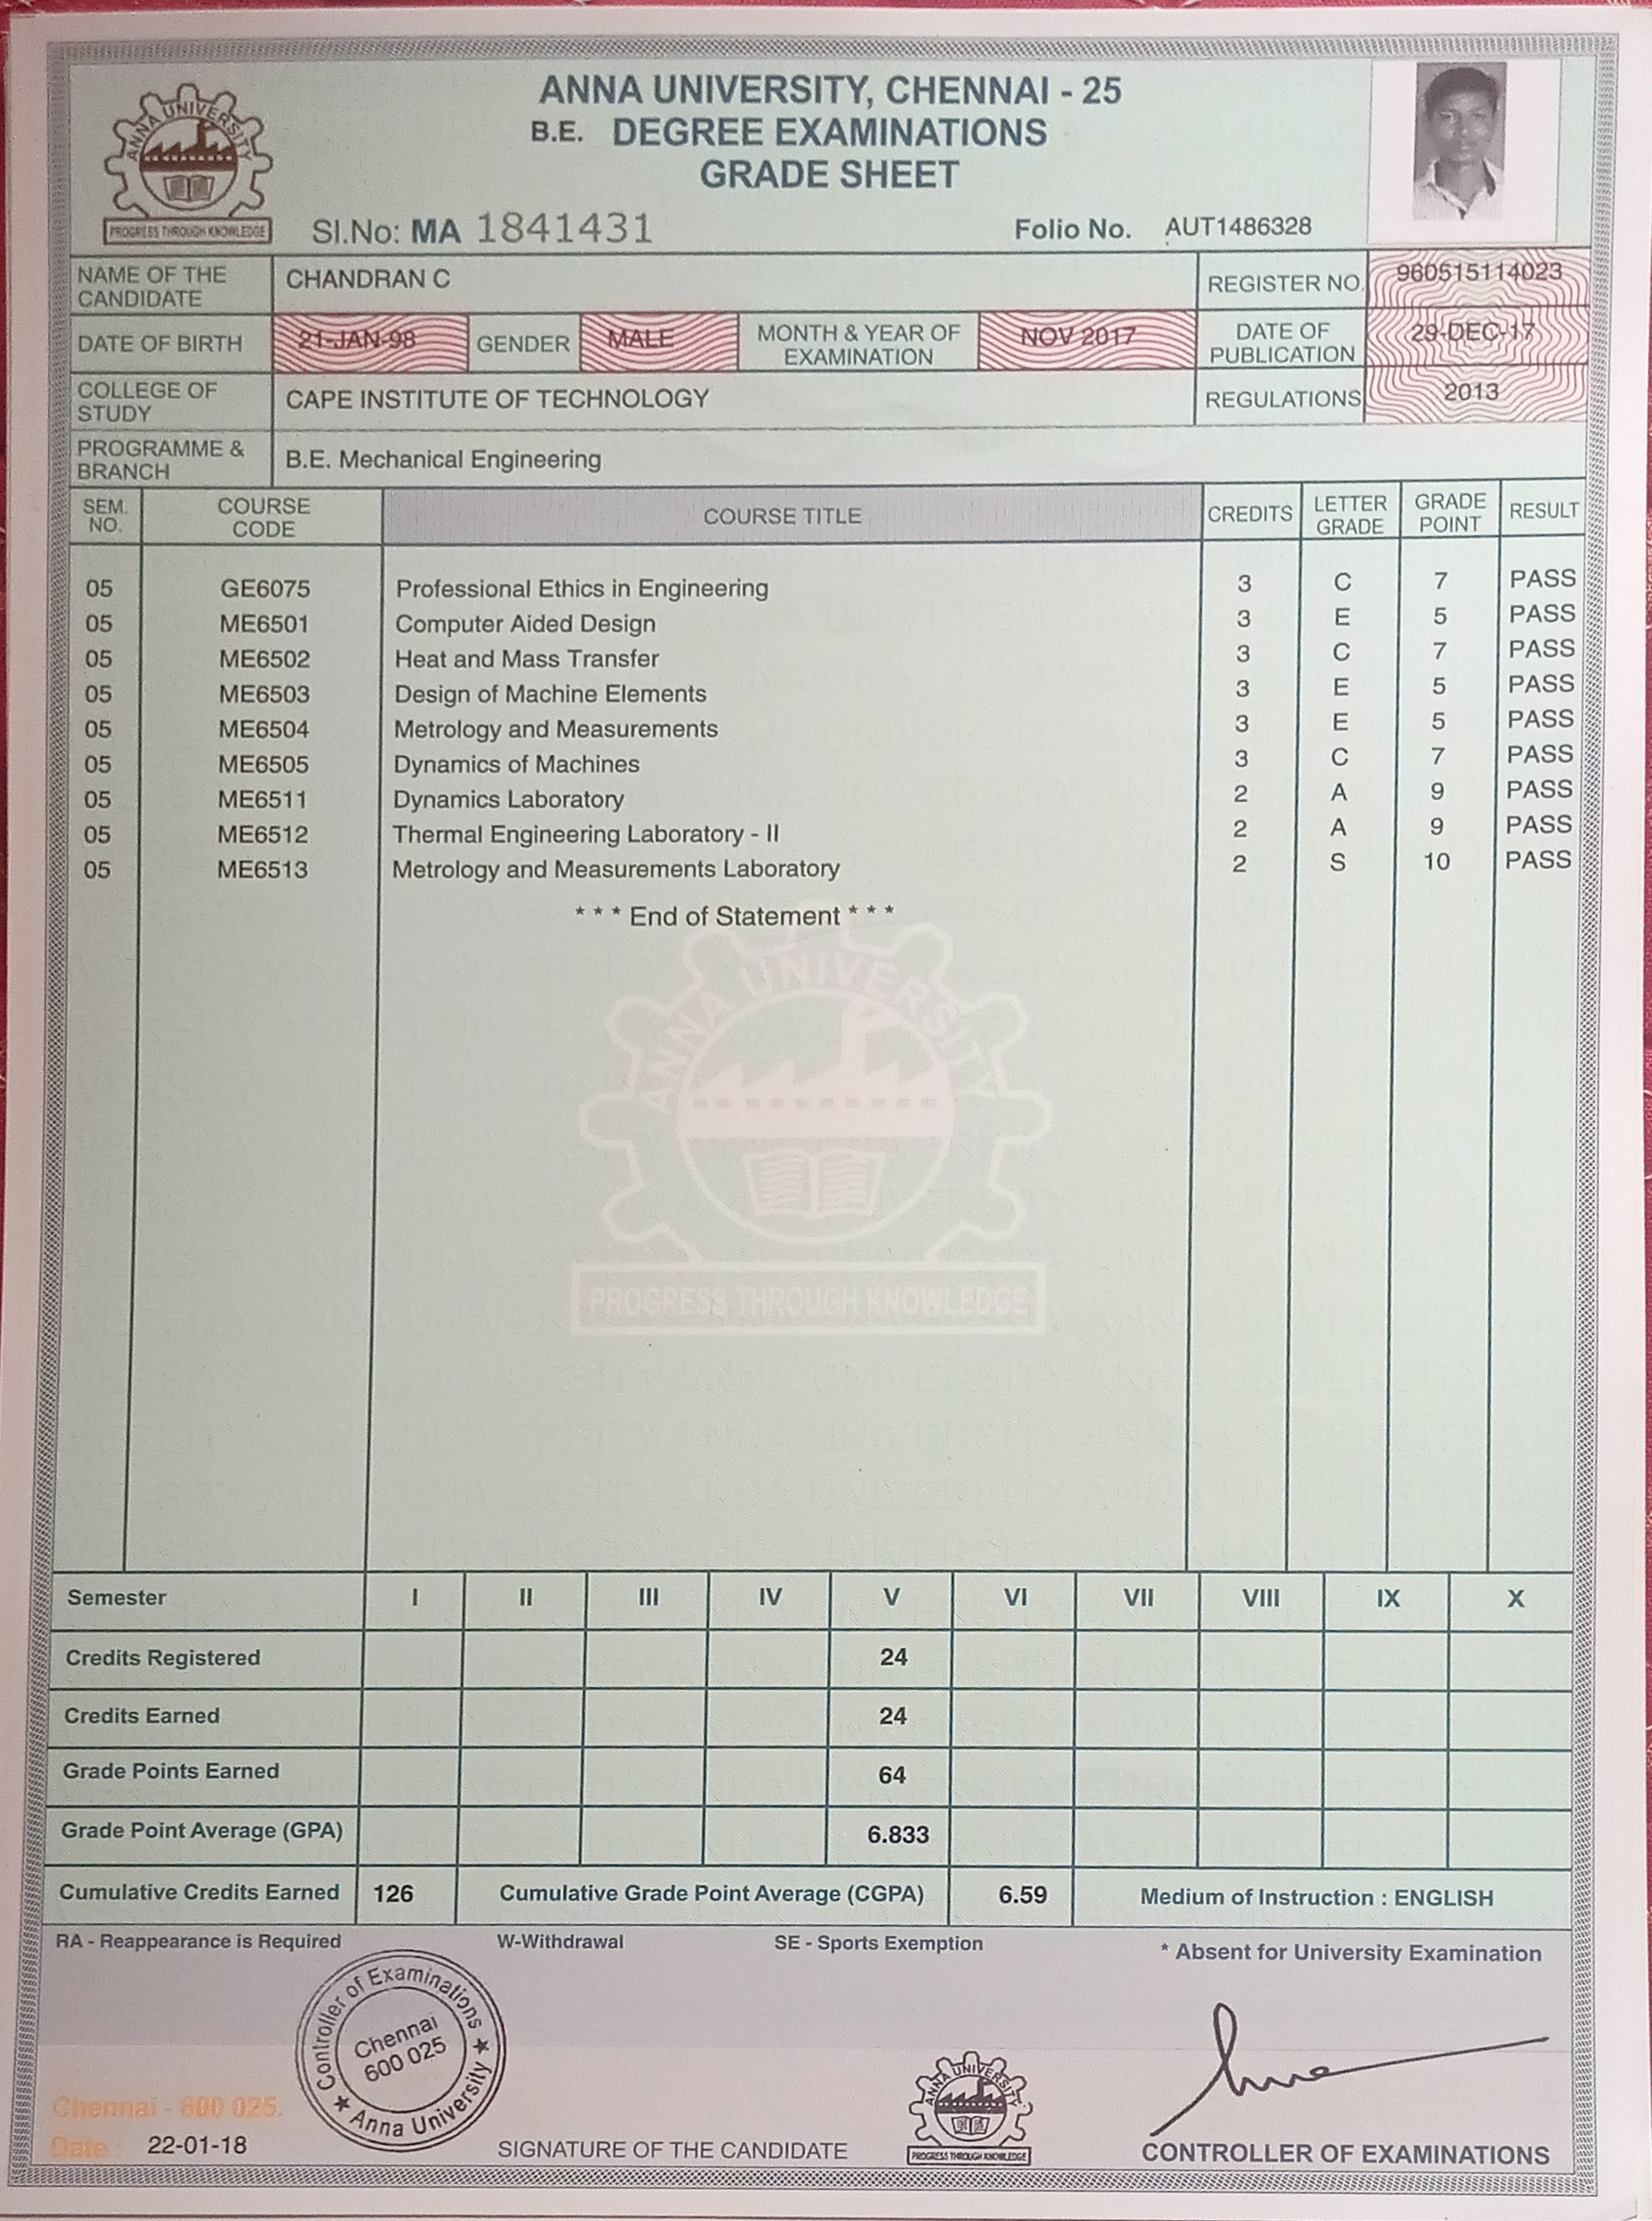 ANNA UNIVERSITY
PROGRESS THROUGH KNOWLEDGE
ANNA UNIVERSITY, CHENNAI - 25
B.E. DEGREE EXAMINATIONS
GRADE SHEET
Sl.No: MA 1841431
Folio No. AUT1486328
NAME OF THE CANDIDATE CHANDRAN C REGISTER NO. 960515114023
DATE OF BIRTH 21-JAN-98 GENDER MALE MONTH & YEAR OF EXAMINATION NOV 2017 DATE OF PUBLICATION 29-DEC-17
COLLEGE OF STUDY CAPE INSTITUTE OF TECHNOLOGY REGULATIONS 2013
PROGRAMME & BRANCH B.E. Mechanical Engineering
SEM. NO. COURSE CODE COURSE TITLE CREDITS LETTER GRADE GRADE POINT RESULT
05 GE6075 Professional Ethics in Engineering 3 C 7 PASS
05 ME6501 Computer Aided Design 3 E 5 PASS
05 ME6502 Heat and Mass Transfer 3 C 7 PASS
05 ME6503 Design of Machine Elements 3 E 5 PASS
05 ME6504 Metrology and Measurements 3 E 5 PASS
05 ME6505 Dynamics of Machines 3 C 7 PASS
05 ME6511 Dynamics Laboratory 2 A 9 PASS
05 ME6512 Thermal Engineering Laboratory - II 2 A 9 PASS
05 ME6513 Metrology and Measurements Laboratory 2 S 10 PASS
* * * End of Statement * * *
ANNA UNIVERSITY
PROGRESS THROUGH KNOWLEDGE
Semester I II III IV V VI VII VIII IX X
Credits Registered 24
Credits Earned 24
Grade Points Earned 64
Grade Point Average (GPA) 6.833
Cumulative Credits Earned 126 Cumulative Grade Point Average (CGPA) 6.59 Medium of Instruction : ENGLISH
RA - Reappearance is Required W-Withdrawal SE - Sports Exemption * Absent for University Examination
Controller of Examinations
Chennai
600 025
★ Anna University ★
Chennai - 600 025.
Date : 22-01-18
SIGNATURE OF THE CANDIDATE
ANNA UNIVERSITY
PROGRESS THROUGH KNOWLEDGE
CONTROLLER OF EXAMINATIONS